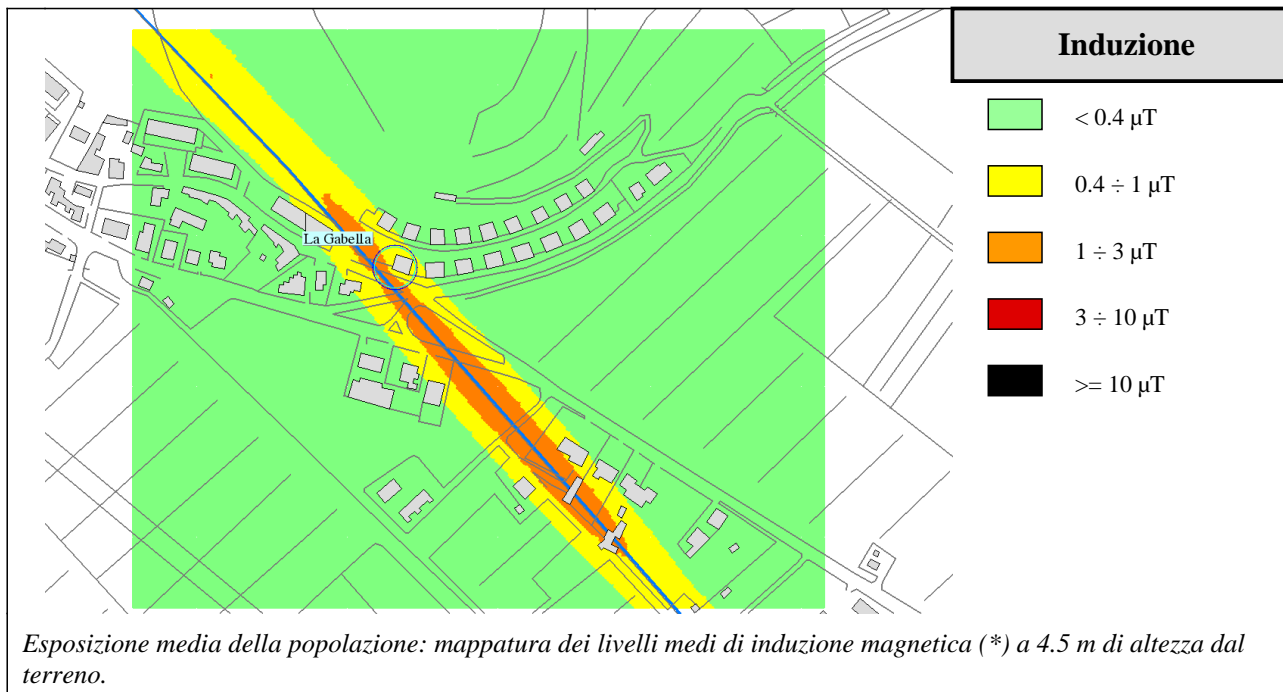 Induzione
< 0.4 µT
0.4 ÷ 1 µT
1 ÷ 3 µT
3 ÷ 10 µT
>= 10 µT
La Gabella
Esposizione media della popolazione: mappatura dei livelli medi di induzione magnetica (*) a 4.5 m di altezza dal
terreno.